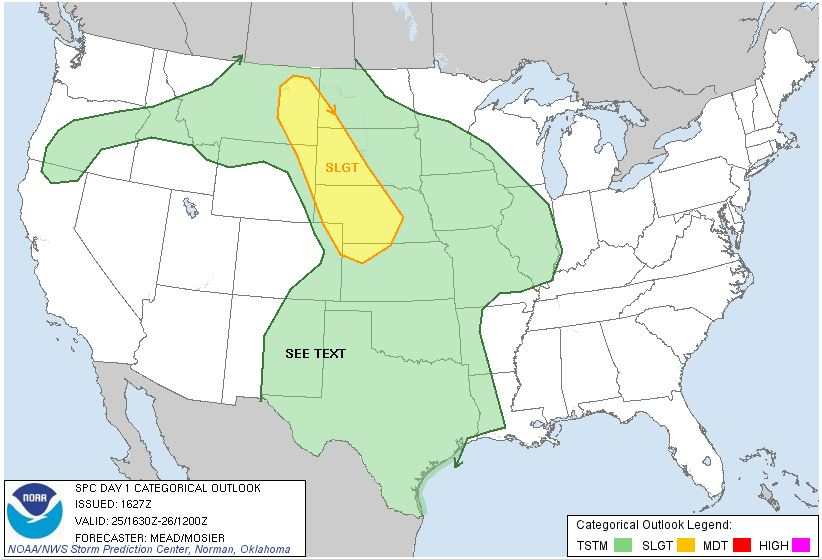 SLGT
SEE TEXT
NOAA
SPC DAY 1 CATEGORICAL OUTLOOK
ISSUED: 1627Z
VALID: 25/1630Z-26/1200Z
FORECASTER: MEAD/MOSIER
NOAA/NWS Storm Prediction Center, Norman, Oklahoma
Categorical Outlook Legend:
TSTM SLGT MDT HIGH